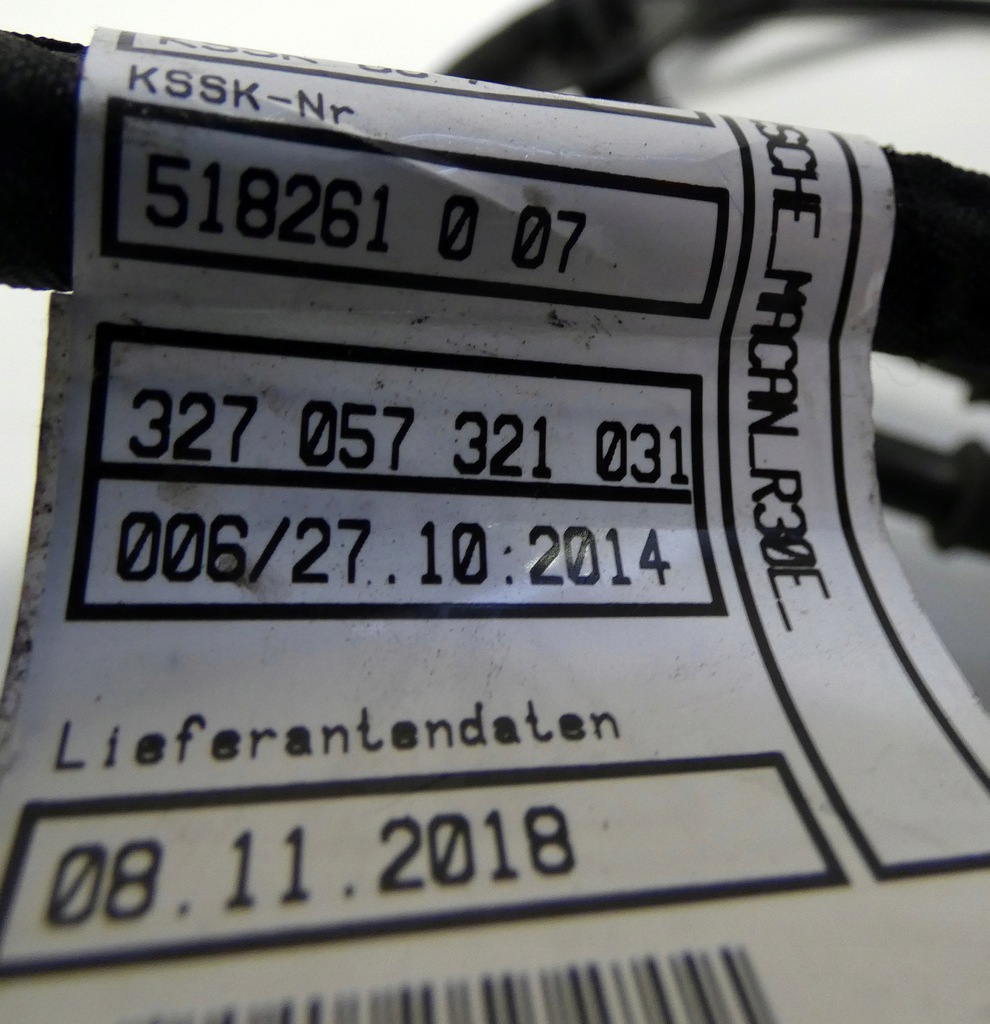 KSSK-Nr
518261 0 07
327 057 321 031
006/27.10.2014
Lieferantendaten
08.11.2018
SCHE_MACAN_R30E_